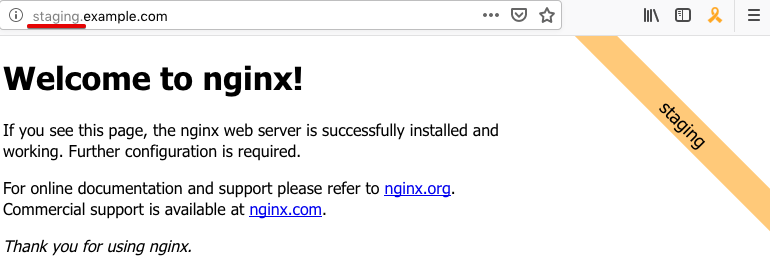 staging.example.com
Welcome to nginx!
staging
If you see this page, the nginx web server is successfully installed and
working. Further configuration is required.
For online documentation and support please refer to nginx.org.
Commercial support is available at nginx.com.
Thank you for using nginx.